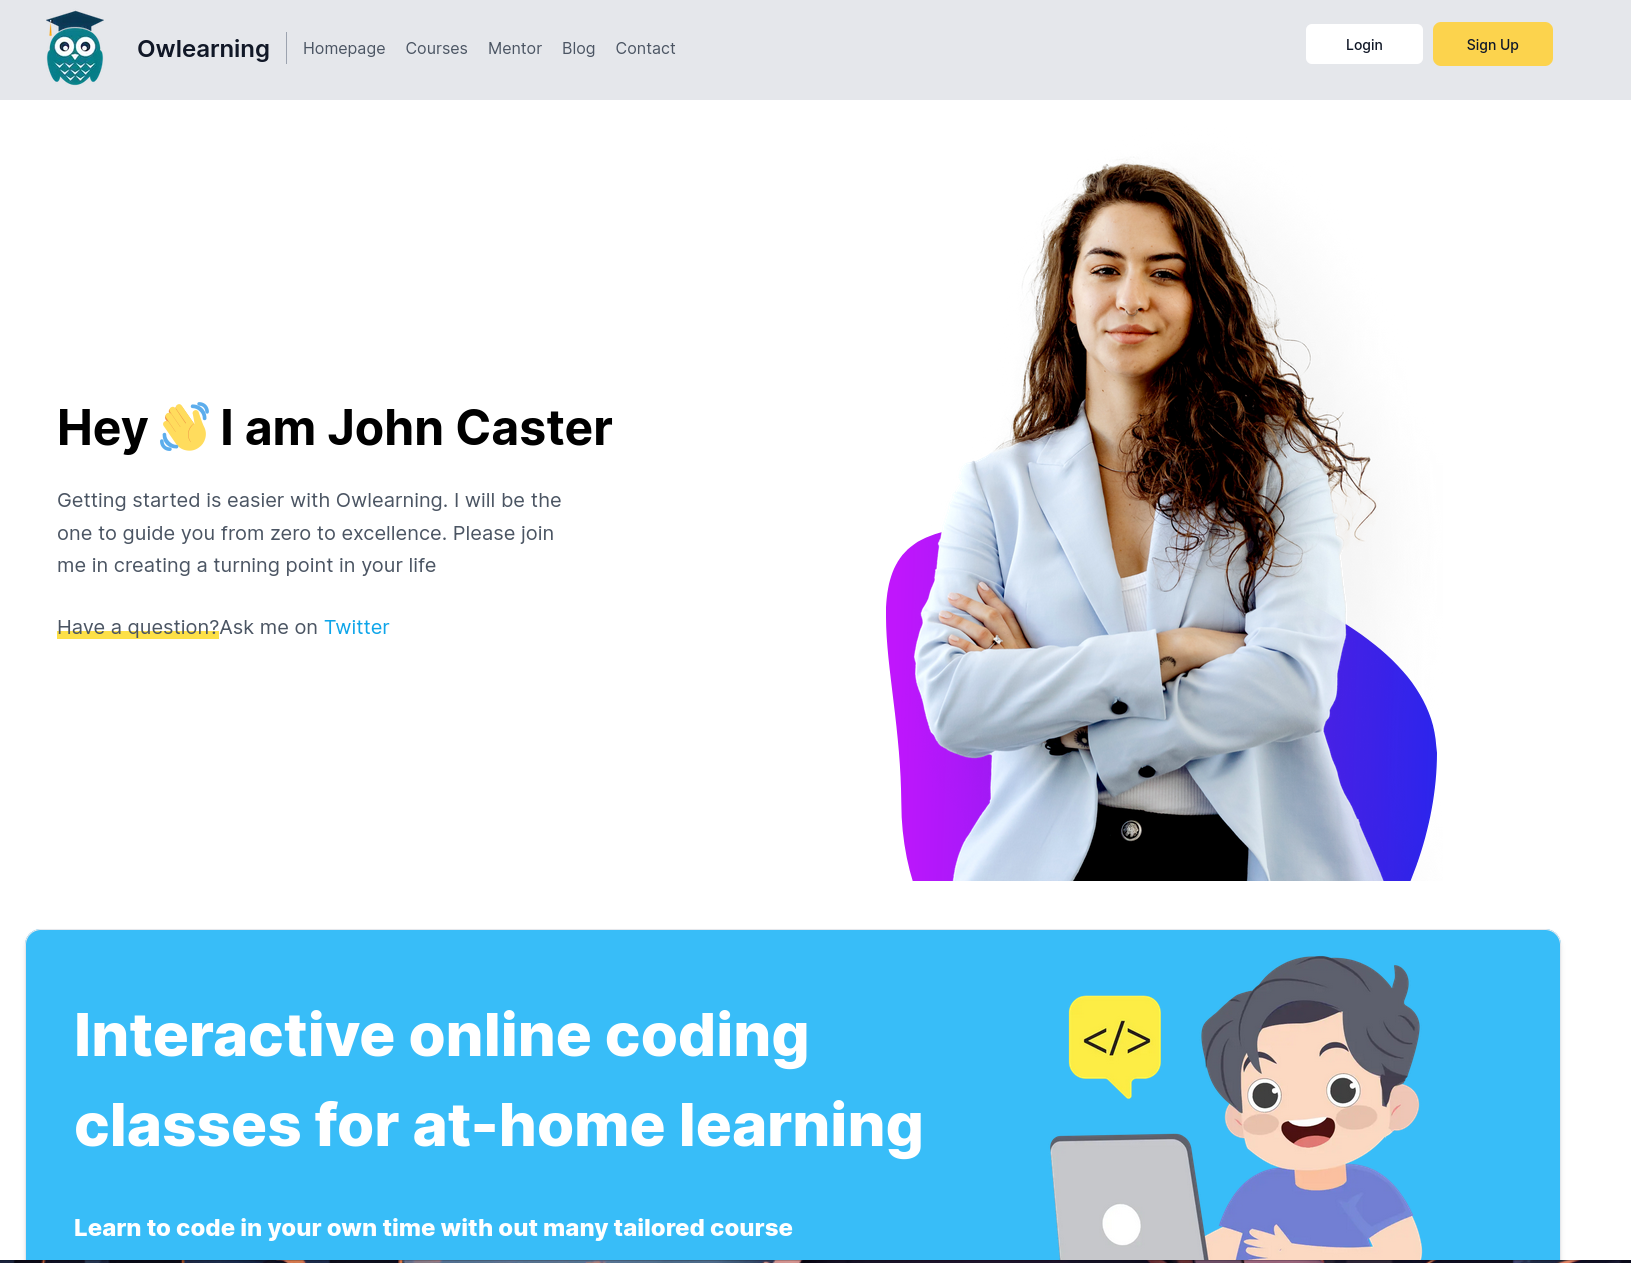 Owlearning
Homepage Courses Mentor Blog Contact
Login
Sign Up
Hey 👋 I am John Caster
Getting started is easier with Owlearning. I will be the
one to guide you from zero to excellence. Please join
me in creating a turning point in your life
Have a question?Ask me on Twitter
Interactive online coding
classes for at-home learning
</>
Learn to code in your own time with out many tailored course